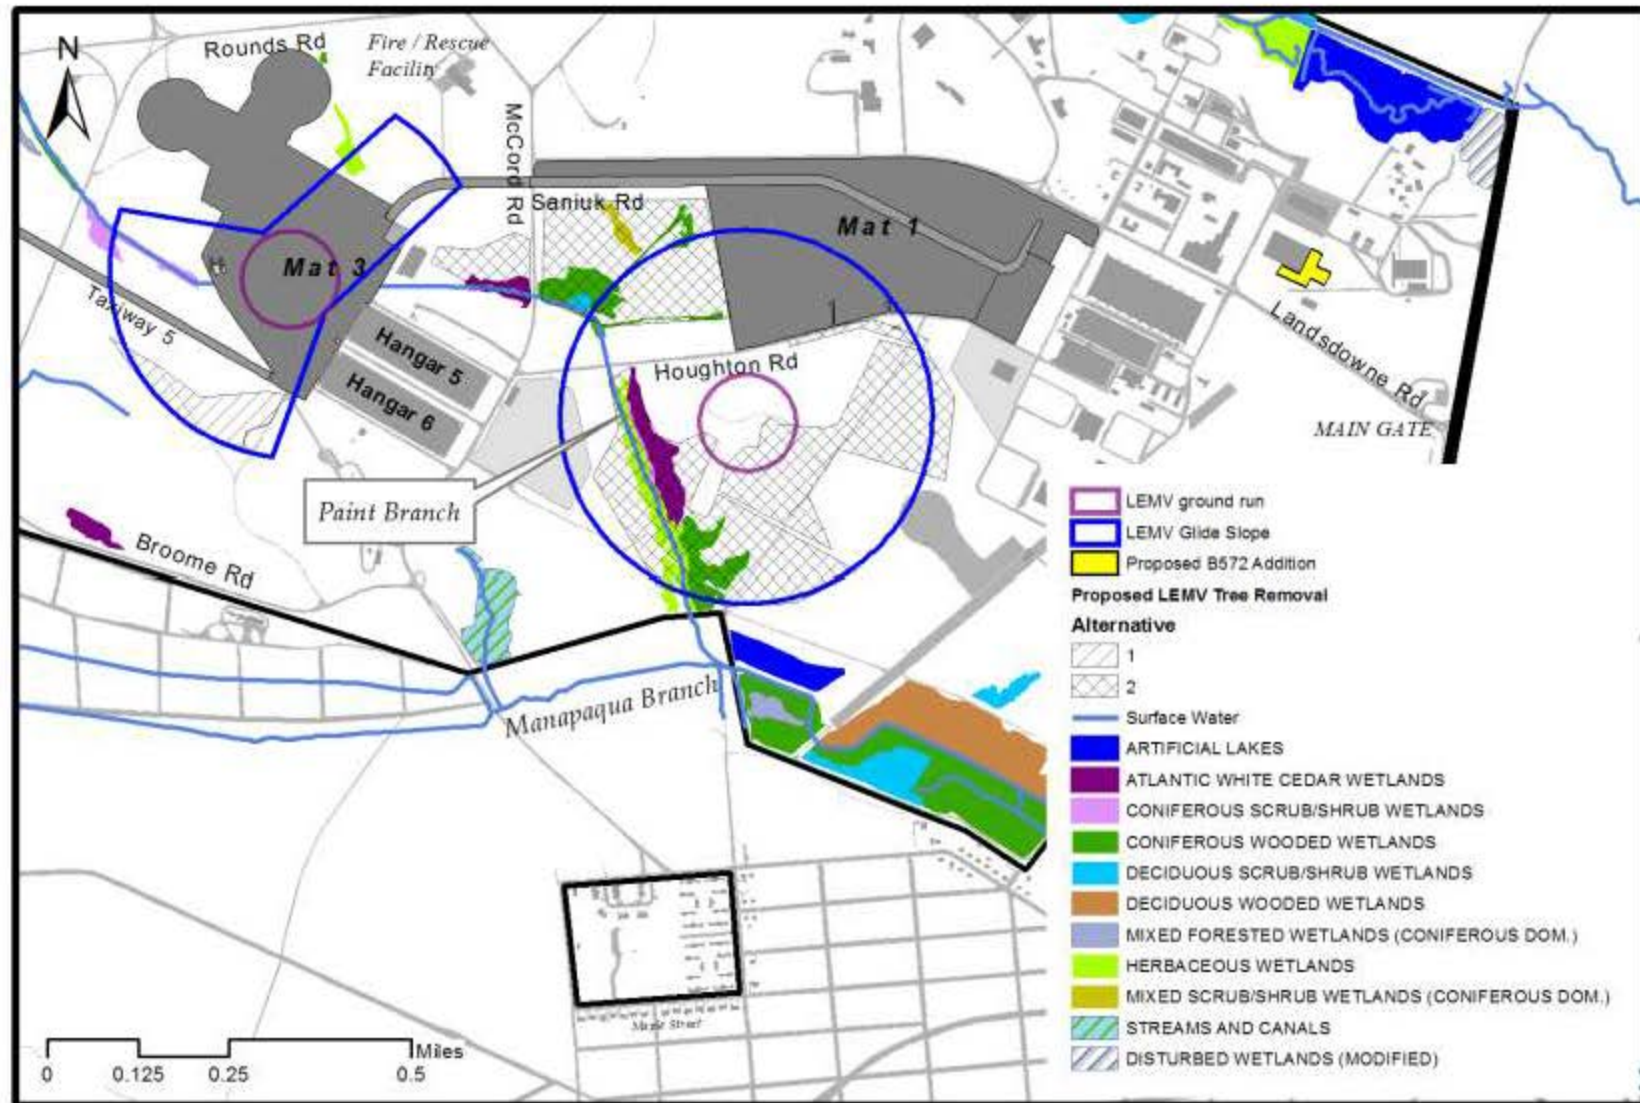 N
Rounds Rd
Fire / Rescue
Facility
McCord Rd
Saniuk Rd
Mat 1
Mat 3
Taxiway 5
Hangar 5
Hangar 6
Houghton Rd
Landsdowne Rd
MAIN GATE
Paint Branch
Broome Rd
Manapaqua Branch
LEMV ground run
LEMV Glide Slope
Proposed B572 Addition
Proposed LEMV Tree Removal
Alternative
1
2
Surface Water
ARTIFICIAL LAKES
ATLANTIC WHITE CEDAR WETLANDS
CONIFEROUS SCRUB/SHRUB WETLANDS
CONIFEROUS WOODED WETLANDS
DECIDUOUS SCRUB/SHRUB WETLANDS
DECIDUOUS WOODED WETLANDS
MIXED FORESTED WETLANDS (CONIFEROUS DOM.)
HERBACEOUS WETLANDS
MIXED SCRUB/SHRUB WETLANDS (CONIFEROUS DOM.)
STREAMS AND CANALS
DISTURBED WETLANDS (MODIFIED)
Street
Miles
0 0.125 0.25 0.5